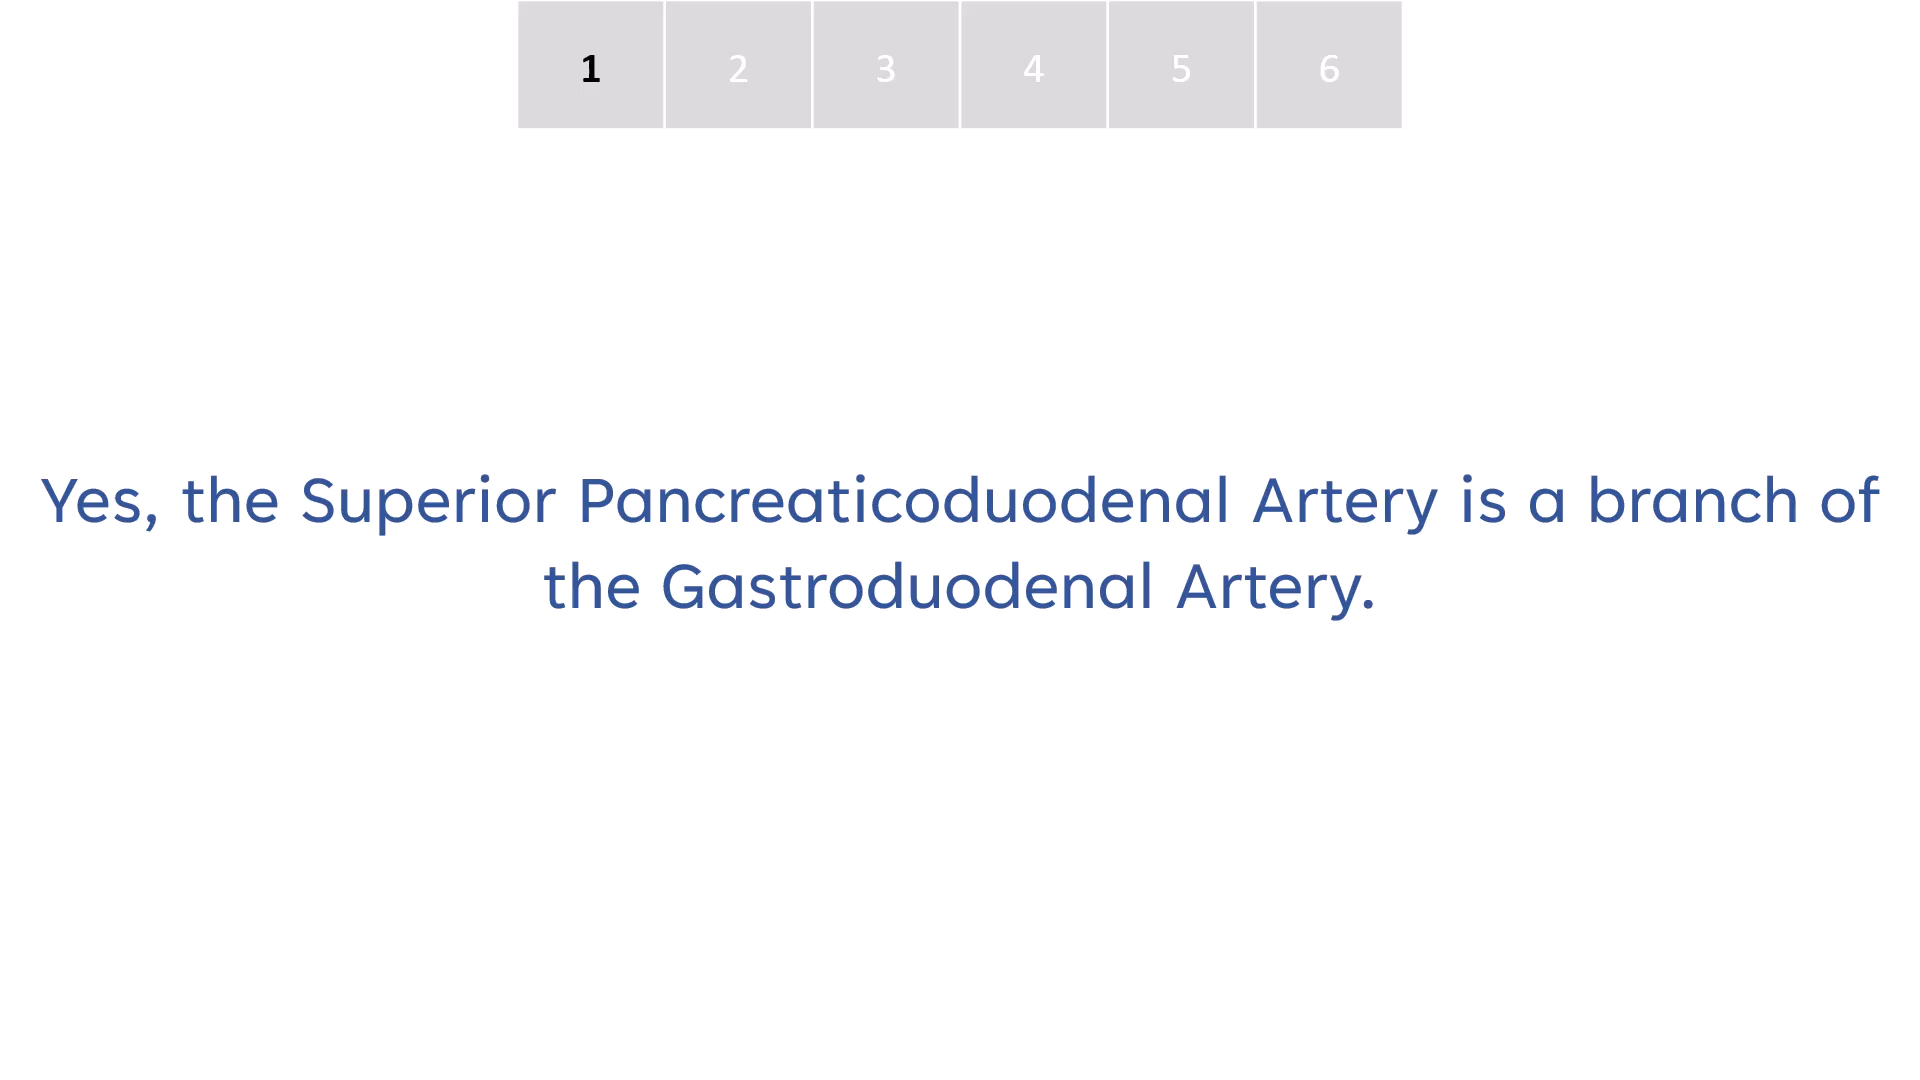 1 2 3 4 5 6
Yes, the Superior Pancreaticoduodenal Artery is a branch of
the Gastroduodenal Artery.